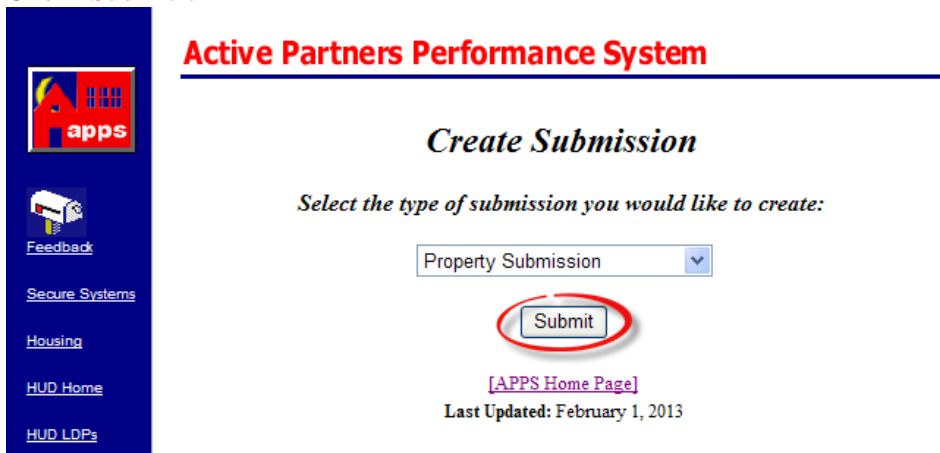 Active Partners Performance System
apps
Create Submission
Select the type of submission you would like to create:
Property Submission
Submit
[APPS Home Page]
Last Updated: February 1, 2013
Feedback
Secure Systems
Housing
HUD Home
HUD LDPs